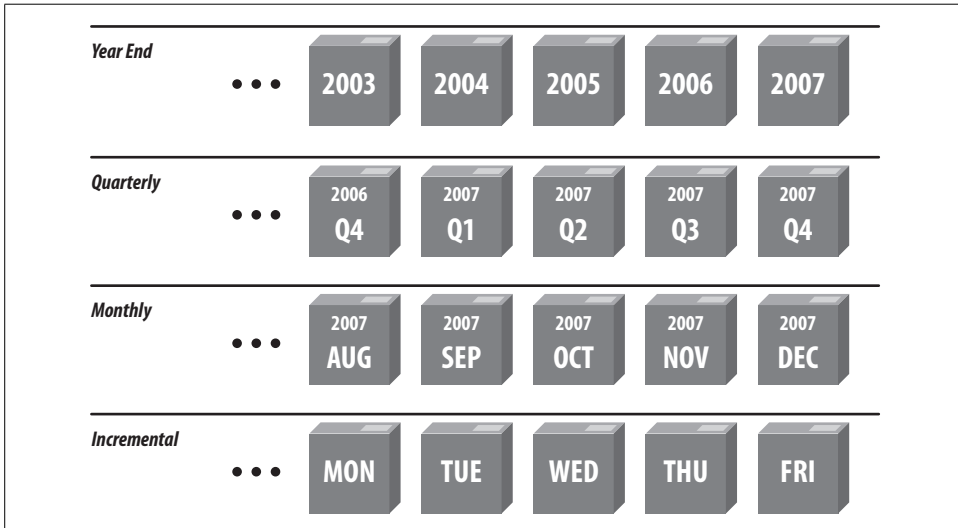 Year End
••• 2003 2004 2005 2006 2007
Quarterly
2006 2007 2007 2007 2007
••• Q4 Q1 Q2 Q3 Q4
Monthly
2007 2007 2007 2007 2007
••• AUG SEP OCT NOV DEC
Incremental
••• MON TUE WED THU FRI